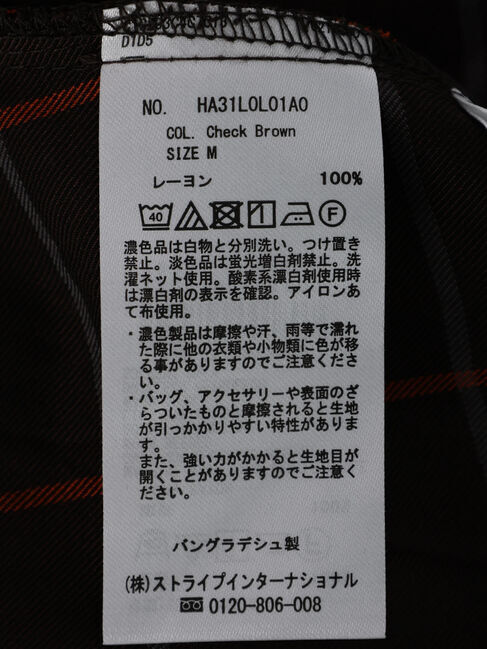 D1D5
NO. HA31L0L01A0
COL. Check Brown
SIZE M
レーヨン 100%
40 F
濃色品は白物と分別洗い。つけ置き
禁止。淡色品は蛍光増白剤禁止。洗
濯ネット使用。酸素系漂白剤使用時
は漂白剤の表示を確認。アイロンあ
て布使用。
・濃色製品は摩擦や汗、雨等で濡れ
た際に他の衣類や小物類に色が移
る事がありますのでご注意くださ
い。
・バッグ、アクセサリーや表面のざ
らついたものと摩擦されると生地
が引っかかりやすい特性がありま
す。
また、強い力がかかると生地目が
開くことがありますのでご注意く
ださい。
バングラデシュ製
(株)ストライプインターナショナル
0120-806-008